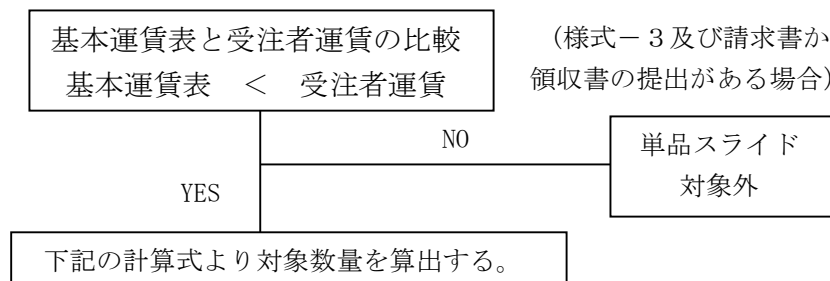 基本運賃表と受注者運賃の比較
基本運賃表　＜　受注者運賃
（様式－３及び請求書か
領収書の提出がある場合）
NO
単品スライド
対象外
YES
下記の計算式より対象数量を算出する。